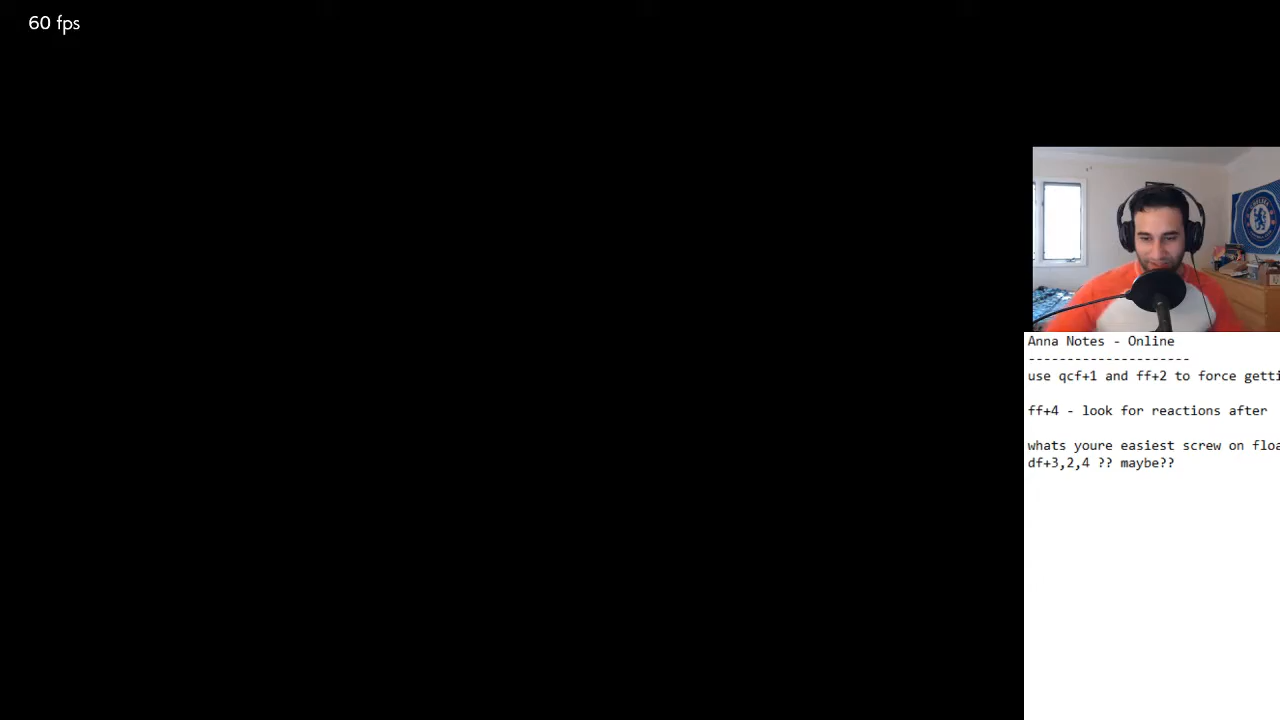 60 fps
Anna Notes - Online
---------------------
use qcf+1 and ff+2 to force
ff+4 - look for reactions after
whats youre easiest screw on
df+3,2,4 ?? maybe??